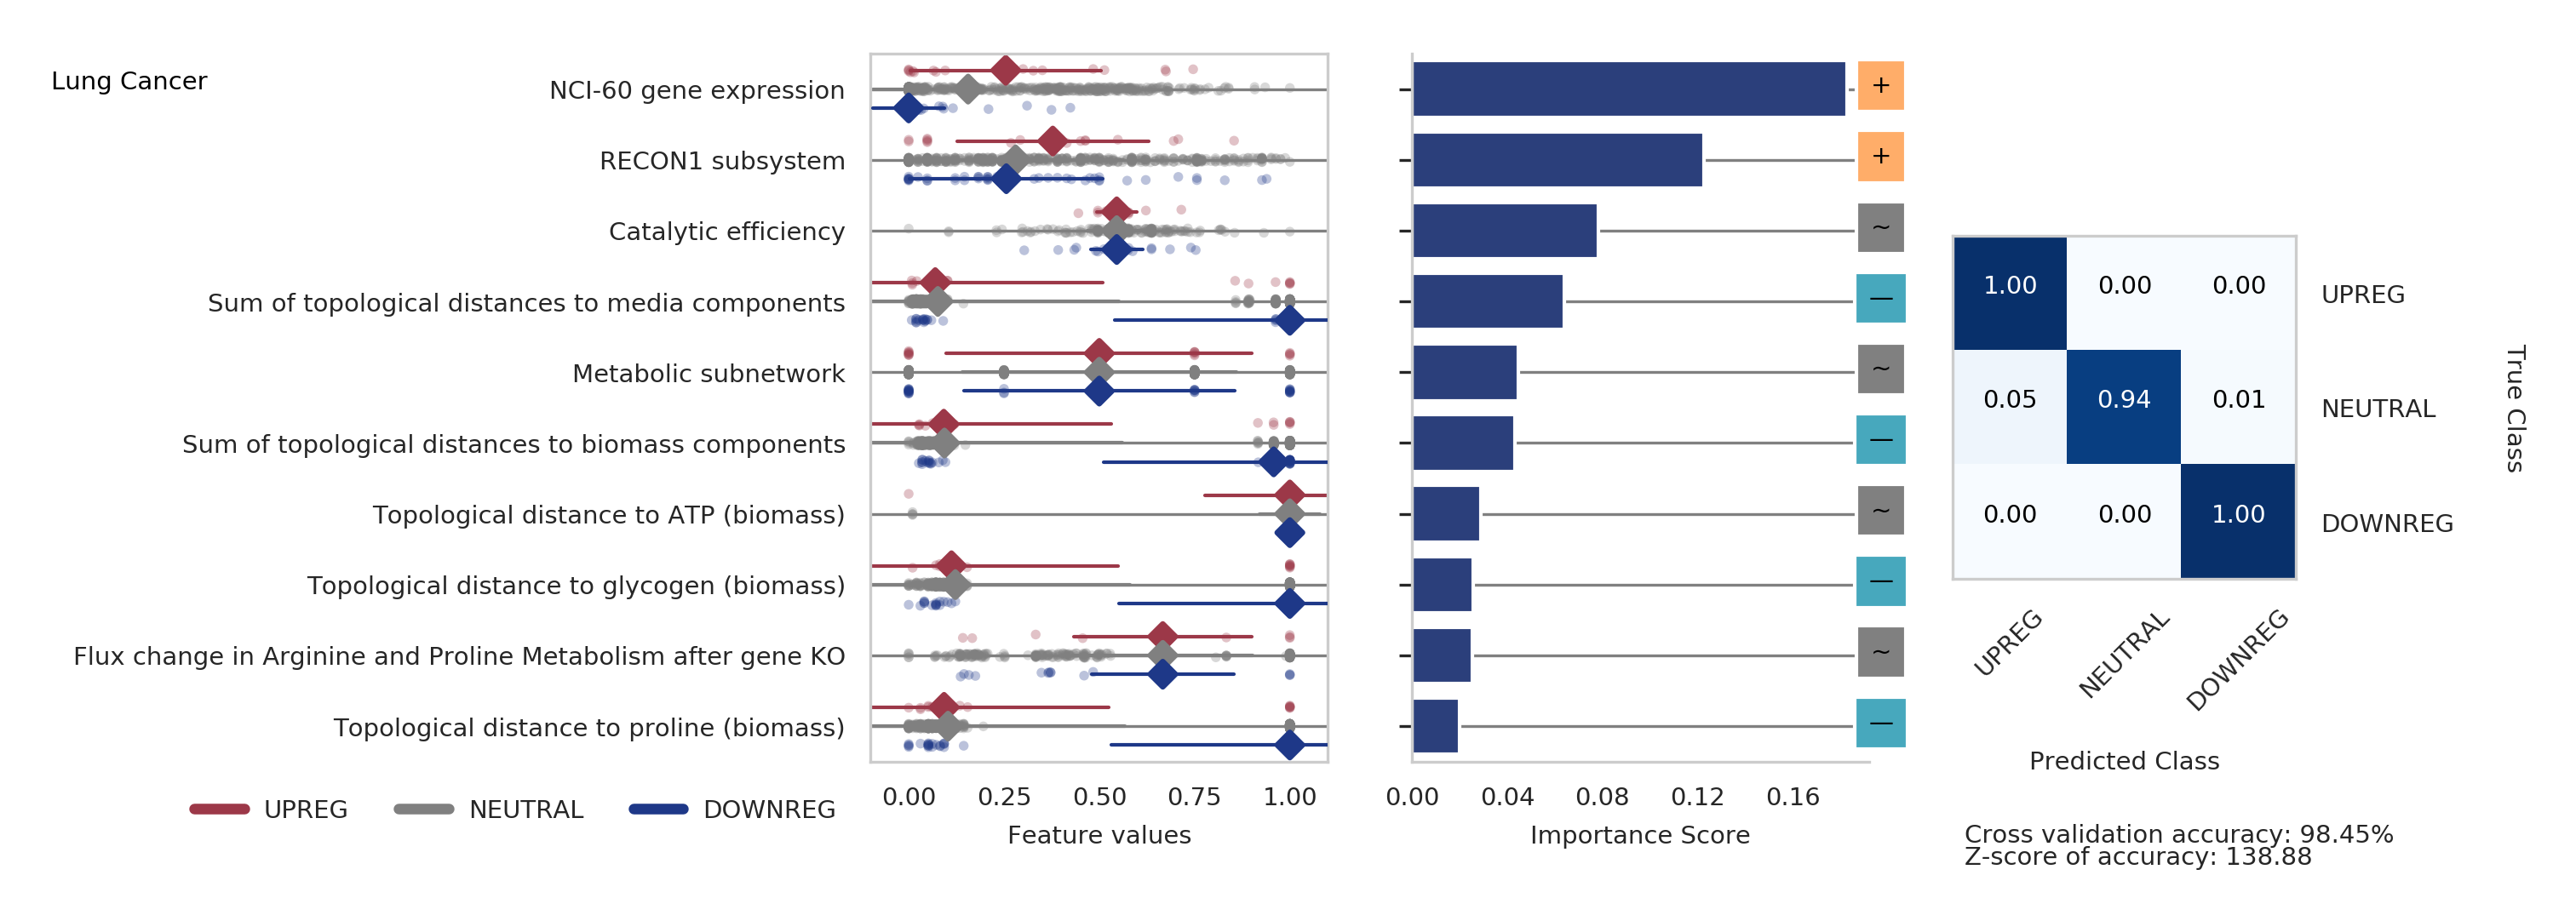 Lung Cancer
NCI-60 gene expression
+
RECON1 subsystem
+
Catalytic efficiency
~
Sum of topological distances to media components
—
Metabolic subnetwork
~
Sum of topological distances to biomass components
—
Topological distance to ATP (biomass)
~
Topological distance to glycogen (biomass)
—
Flux change in Arginine and Proline Metabolism after gene KO
~
Topological distance to proline (biomass)
—
UPREG NEUTRAL DOWNREG
0.00 0.25 0.50 0.75 1.00
Feature values
0.00 0.04 0.08 0.12 0.16
Importance Score
1.00 0.00 0.00 UPREG
0.05 0.94 0.01 NEUTRAL
0.00 0.00 1.00 DOWNREG
True Class
UPREG NEUTRAL DOWNREG
Predicted Class
Cross validation accuracy: 98.45%
Z-score of accuracy: 138.88